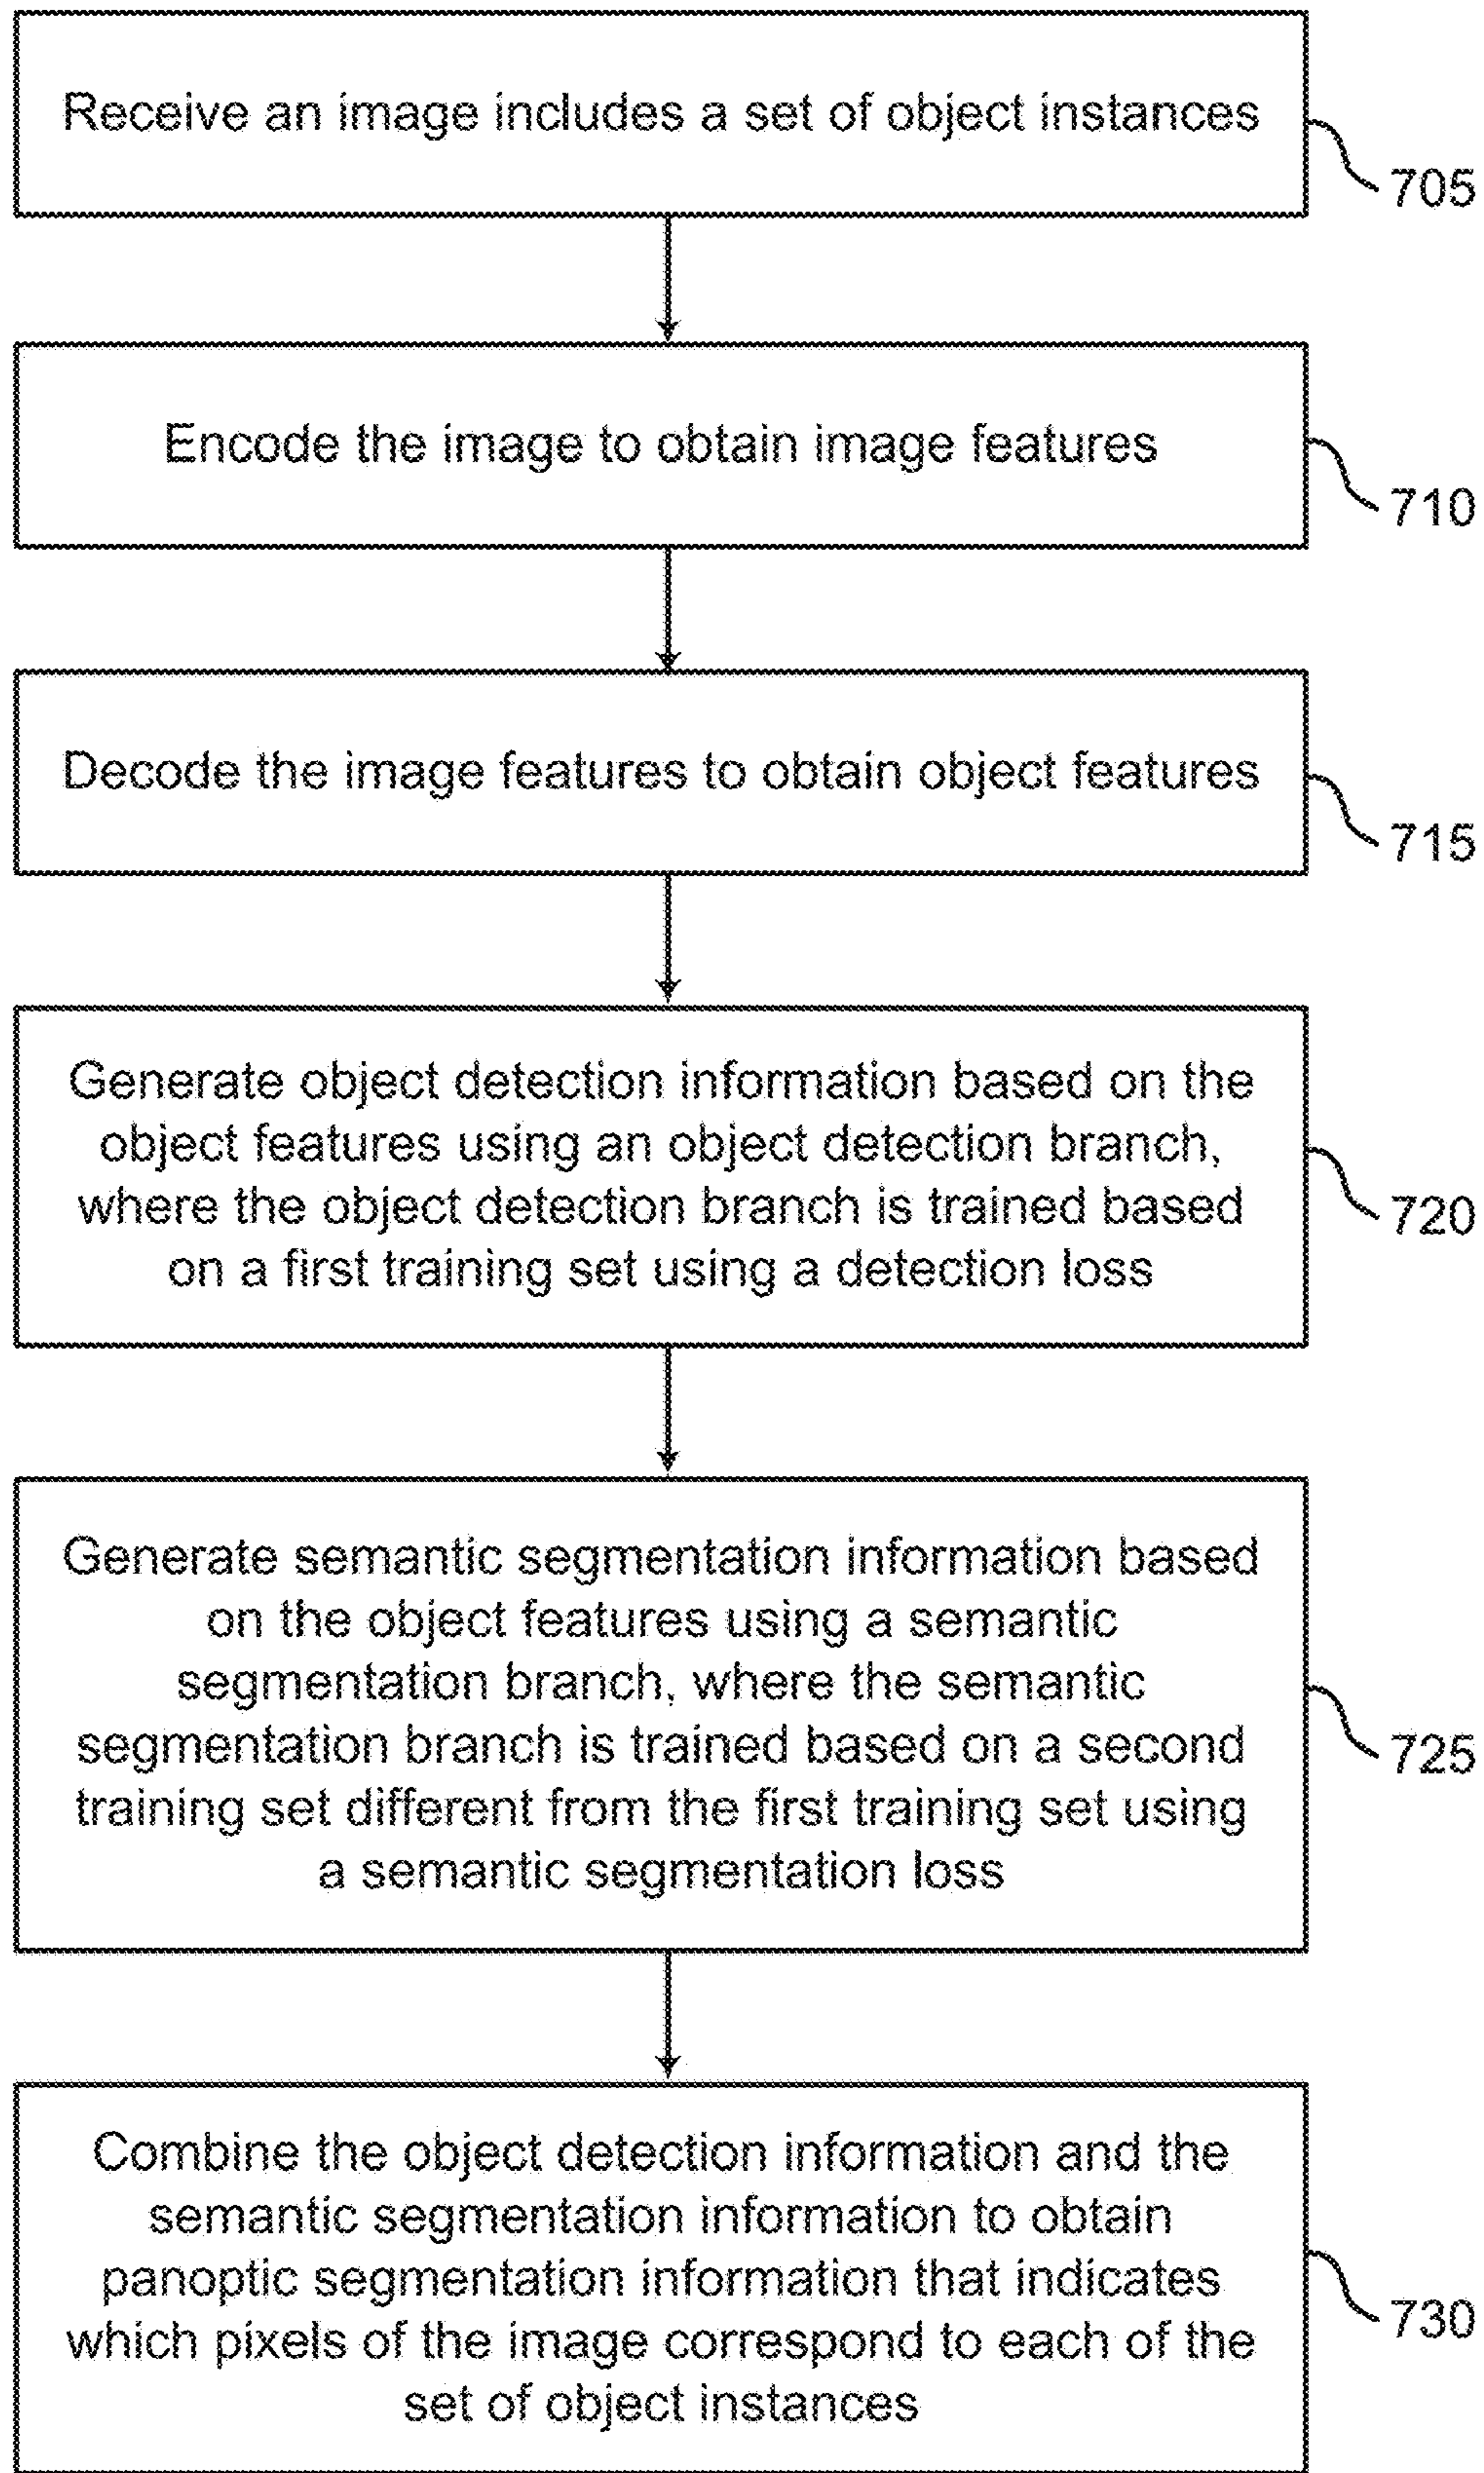 Receive an image includes a set of object instances
705
Encode the image to obtain image features
710
Decode the image features to obtain object features
715
Generate object detection information based on the
object features using an object detection branch,
where the object detection branch is trained based
on a first training set using a detection loss
720
Generate semantic segmentation information based
on the object features using a semantic
segmentation branch, where the semantic
segmentation branch is trained based on a second
training set different from the first training set using
a semantic segmentation loss
725
Combine the object detection information and the
semantic segmentation information to obtain
panoptic segmentation information that indicates
which pixels of the image correspond to each of the
set of object instances
730